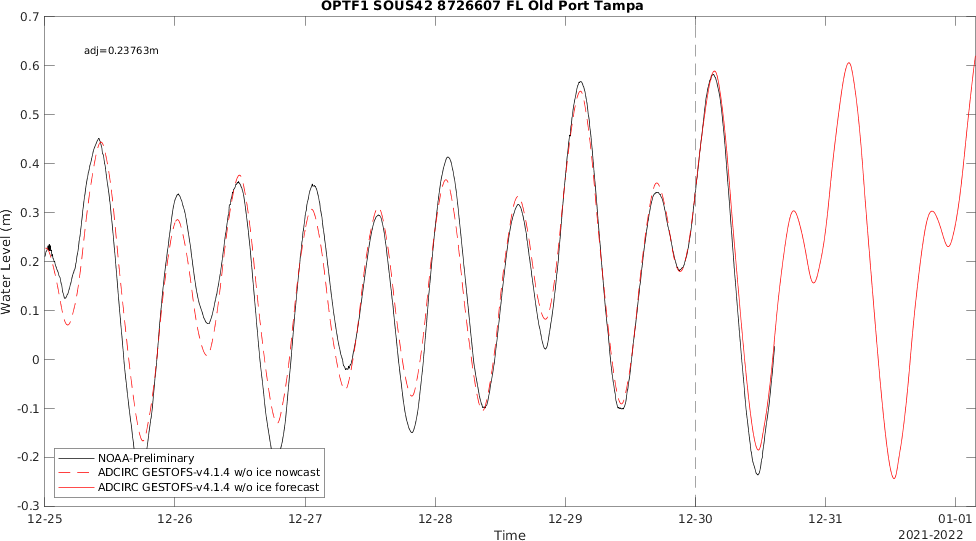 OPTF1 SOUS42 8726607 FL Old Port Tampa
adj=0.23763m
Water Level (m)
0.7
0.6
0.5
0.4
0.3
0.2
0.1
0
-0.1
-0.2
-0.3
NOAA-Preliminary
ADCIRC GESTOFS-v4.1.4 w/o ice nowcast
ADCIRC GESTOFS-v4.1.4 w/o ice forecast
12-25 12-26 12-27 12-28 12-29 12-30 12-31 01-01
Time
2021-2022